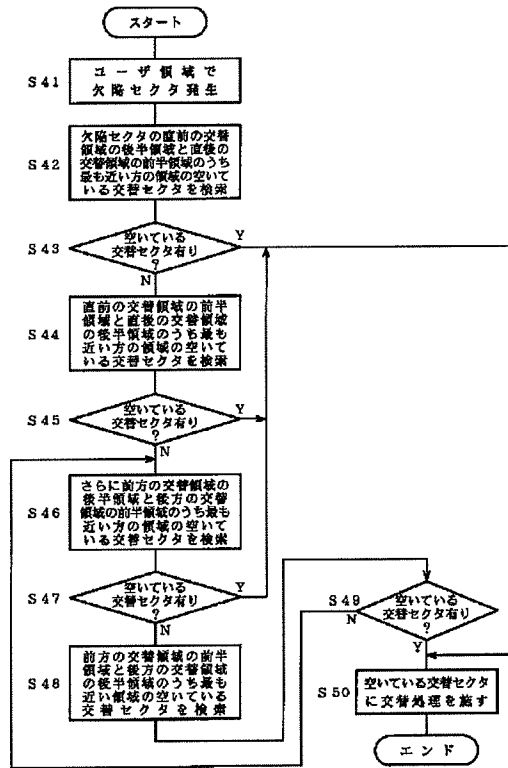 スタート
S41
ユーザ領域で
欠陥セクタ発生
S42
欠陥セクタの直前の交替
領域の後半領域と直後の
交替領域の前半領域のうち
最も近い方の領域の空いて
いる交替セクタを検索
S43
空いている
交替セクタ有り
?
Y
N
S44
直前の交替領域の前半
領域と直後の交替領域
の後半領域のうち最も
近い方の領域の空いて
いる交替セクタを検索
S45
空いている
交替セクタ有り
?
Y
N
S46
さらに前方の交替領域の
後半領域と後方の交替
領域の前半領域のうち最も
近い方の領域の空いて
いる交替セクタを検索
S47
空いている
交替セクタ有り
?
Y
N
S48
前方の交替領域の前半
領域と後方の交替領域
の後半領域のうち最も
近い領域の空いている
交替セクタを検索
S49
N
空いている
交替セクタ有り
?
Y
S50
空いている交替セクタ
に交替処理を施す
エンド